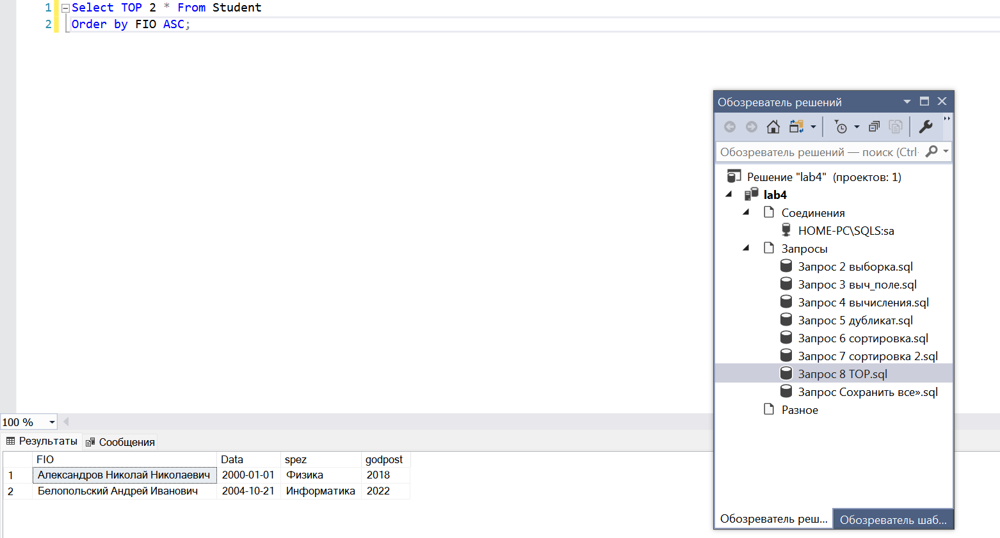 1 Select TOP 2 * From Student
2 Order by FIO ASC;
Обозреватель решений
Обозреватель решений — поиск (Ctrl-
Решение "lab4" (проектов: 1)
lab4
Соединения
HOME-PC\SQLS:sa
Запросы
Запрос 2 выборка.sql
Запрос 3 выч_поле.sql
Запрос 4 вычисления.sql
Запрос 5 дубликат.sql
Запрос 6 сортировка.sql
Запрос 7 сортировка 2.sql
Запрос 8 TOP.sql
Запрос Сохранить все».sql
Разное
Обозреватель реш... Обозреватель шаб...
100 %
Результаты Сообщения
FIO Data spez godpost
1 Александров Николай Николаевич 2000-01-01 Физика 2018
2 Белопольский Андрей Иванович 2004-10-21 Информатика 2022